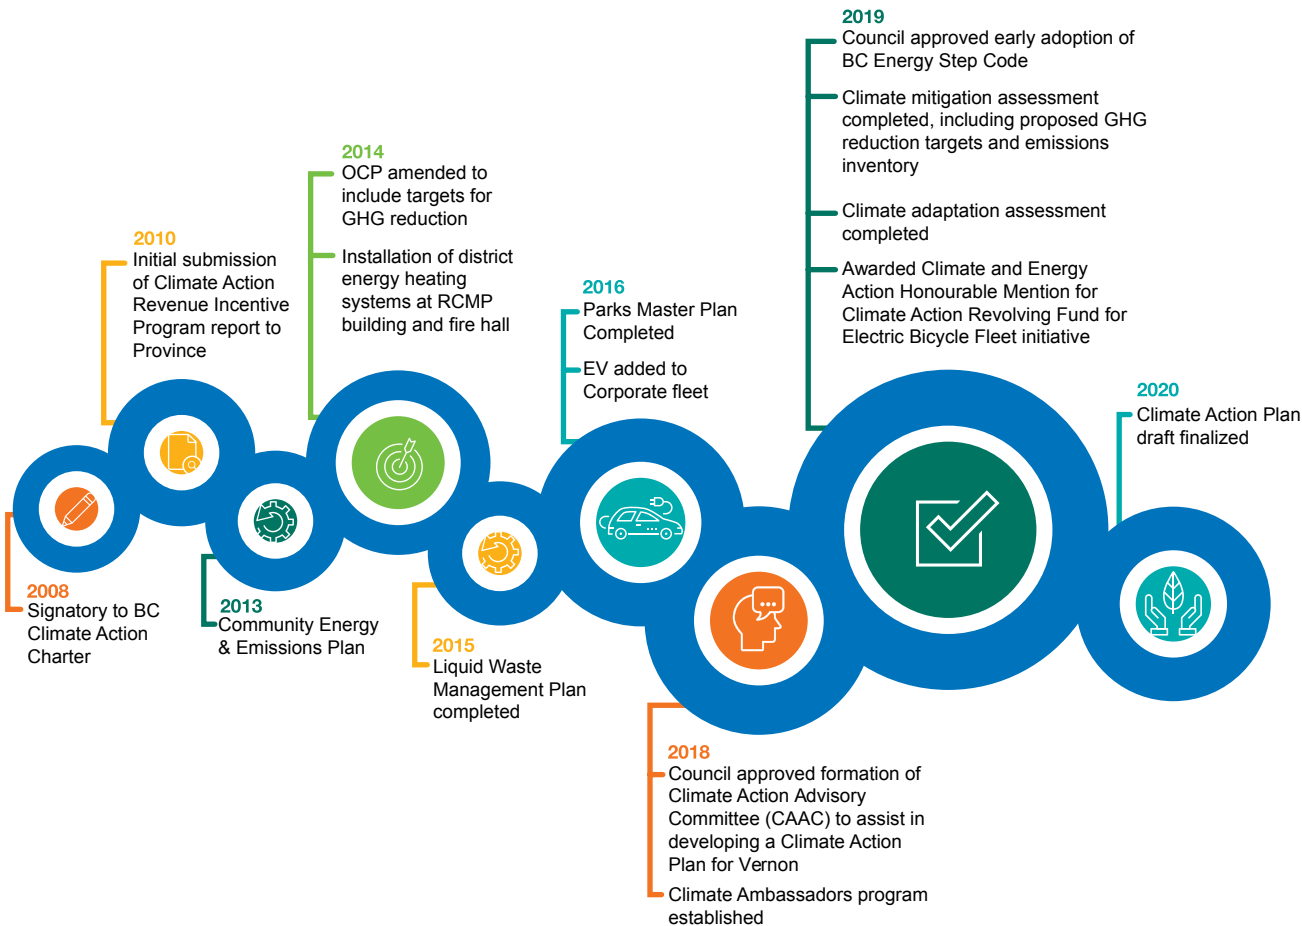 2008
Signatory to BC
Climate Action
Charter
2010
Initial submission
of Climate Action
Revenue Incentive
Program report to
Province
2013
Community Energy
& Emissions Plan
2014
OCP amended to
include targets for
GHG reduction
Installation of district
energy heating
systems at RCMP
building and fire hall
2015
Liquid Waste
Management Plan
completed
2016
Parks Master Plan
Completed
EV added to
Corporate fleet
2018
Council approved formation of
Climate Action Advisory
Committee (CAAC) to assist in
developing a Climate Action
Plan for Vernon
Climate Ambassadors program
established
2019
Council approved early adoption of
BC Energy Step Code
Climate mitigation assessment
completed, including proposed GHG
reduction targets and emissions
inventory
Climate adaptation assessment
completed
Awarded Climate and Energy
Action Honourable Mention for
Climate Action Revolving Fund for
Electric Bicycle Fleet initiative
2020
Climate Action Plan
draft finalized